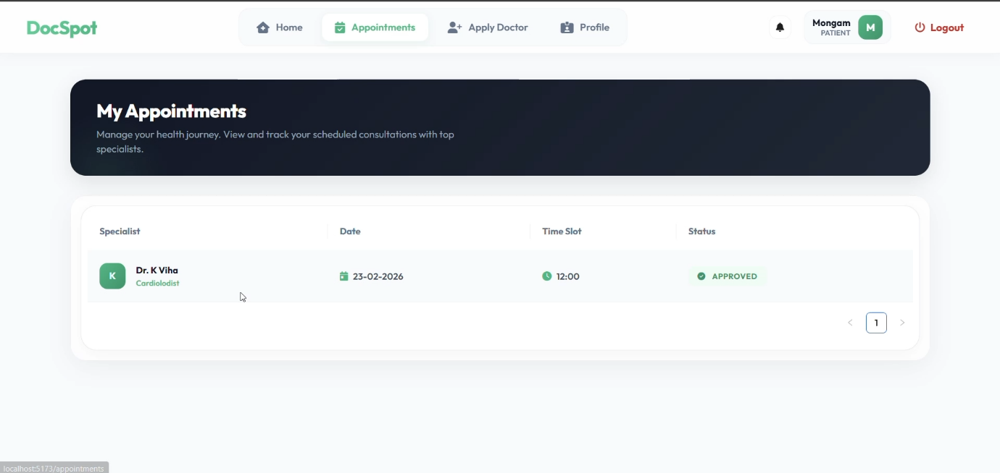 DocSpot
Home
Appointments
Apply Doctor
Profile
Mongam
PATIENT
M
Logout
My Appointments
Manage your health journey. View and track your scheduled consultations with top
specialists.
Specialist Date Time Slot Status
K
Dr. K Viha
Cardiolodist
23-02-2026
12:00
APPROVED
1
localhost:5173/appointments